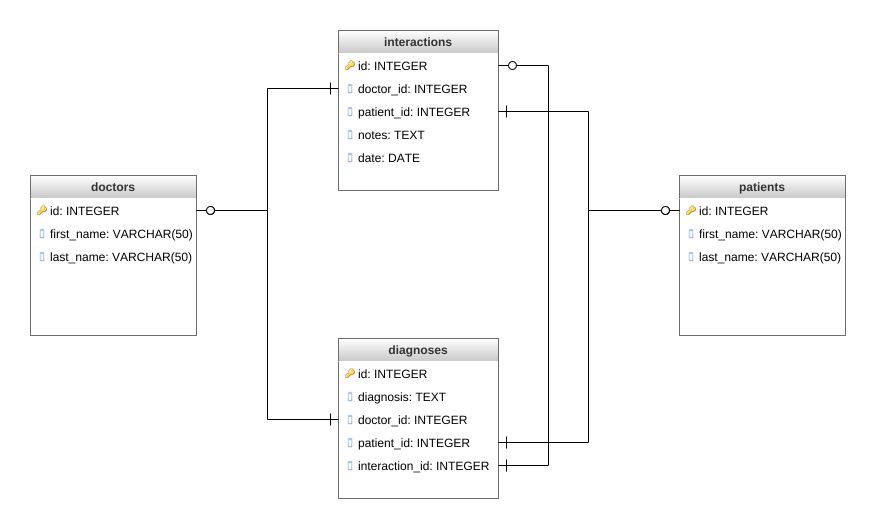 interactions
id: INTEGER
doctor_id: INTEGER
patient_id: INTEGER
notes: TEXT
date: DATE
doctors
id: INTEGER
first_name: VARCHAR(50)
last_name: VARCHAR(50)
patients
id: INTEGER
first_name: VARCHAR(50)
last_name: VARCHAR(50)
diagnoses
id: INTEGER
diagnosis: TEXT
doctor_id: INTEGER
patient_id: INTEGER
interaction_id: INTEGER